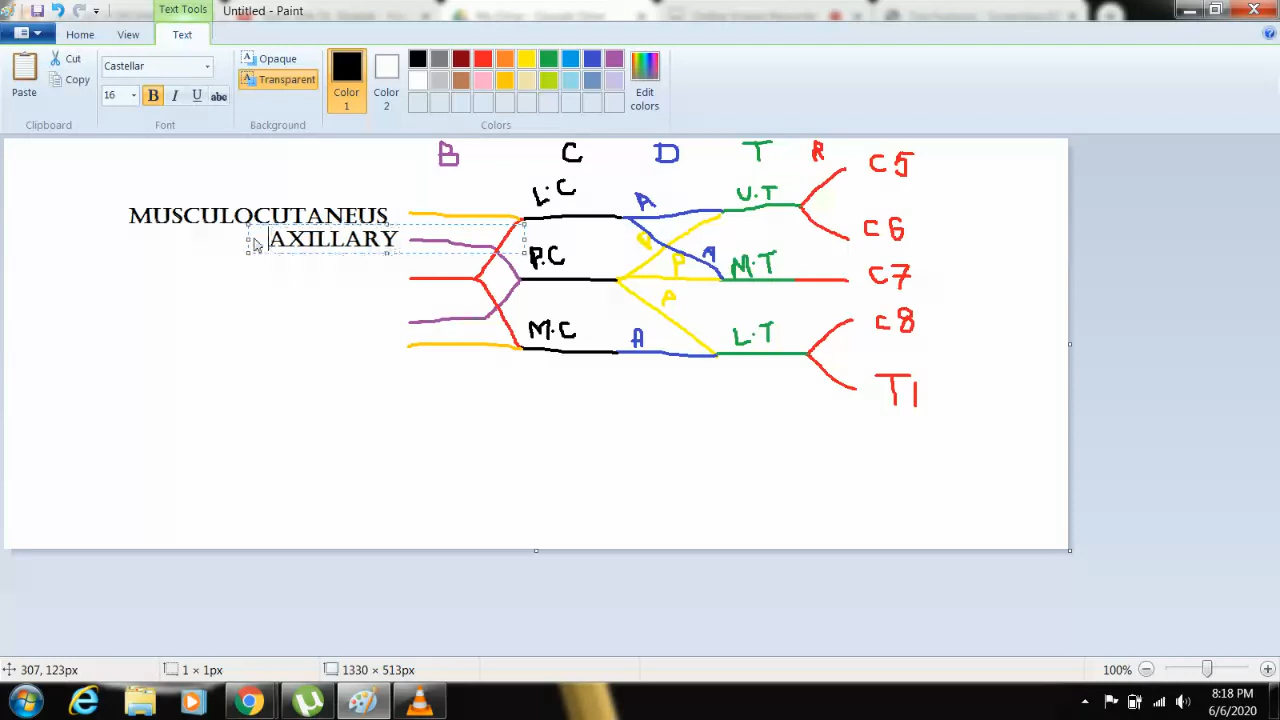 Text Tools
Untitled - Paint
Home View Text
Paste
Cut
Copy
Clipboard
Castellar
16 B I U abc
Font
Opaque
Transparent
Background
Color 1
Color 2
Edit colors
Colors
B C D T R
L.C A U.T C5
MUSCULOCUTANEUS
C6
AXILLARY
P.C P P A M.T C7
P
M.C A L.T C8
T1
307, 123px
1 × 1px
1330 × 513px
100%
8:18 PM
6/6/2020